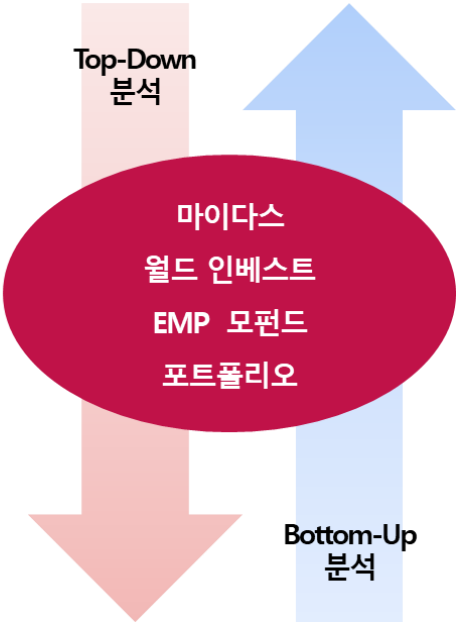 Top-Down
분석
마이다스
월드 인베스트
EMP 모펀드
포트폴리오
Bottom-Up
분석